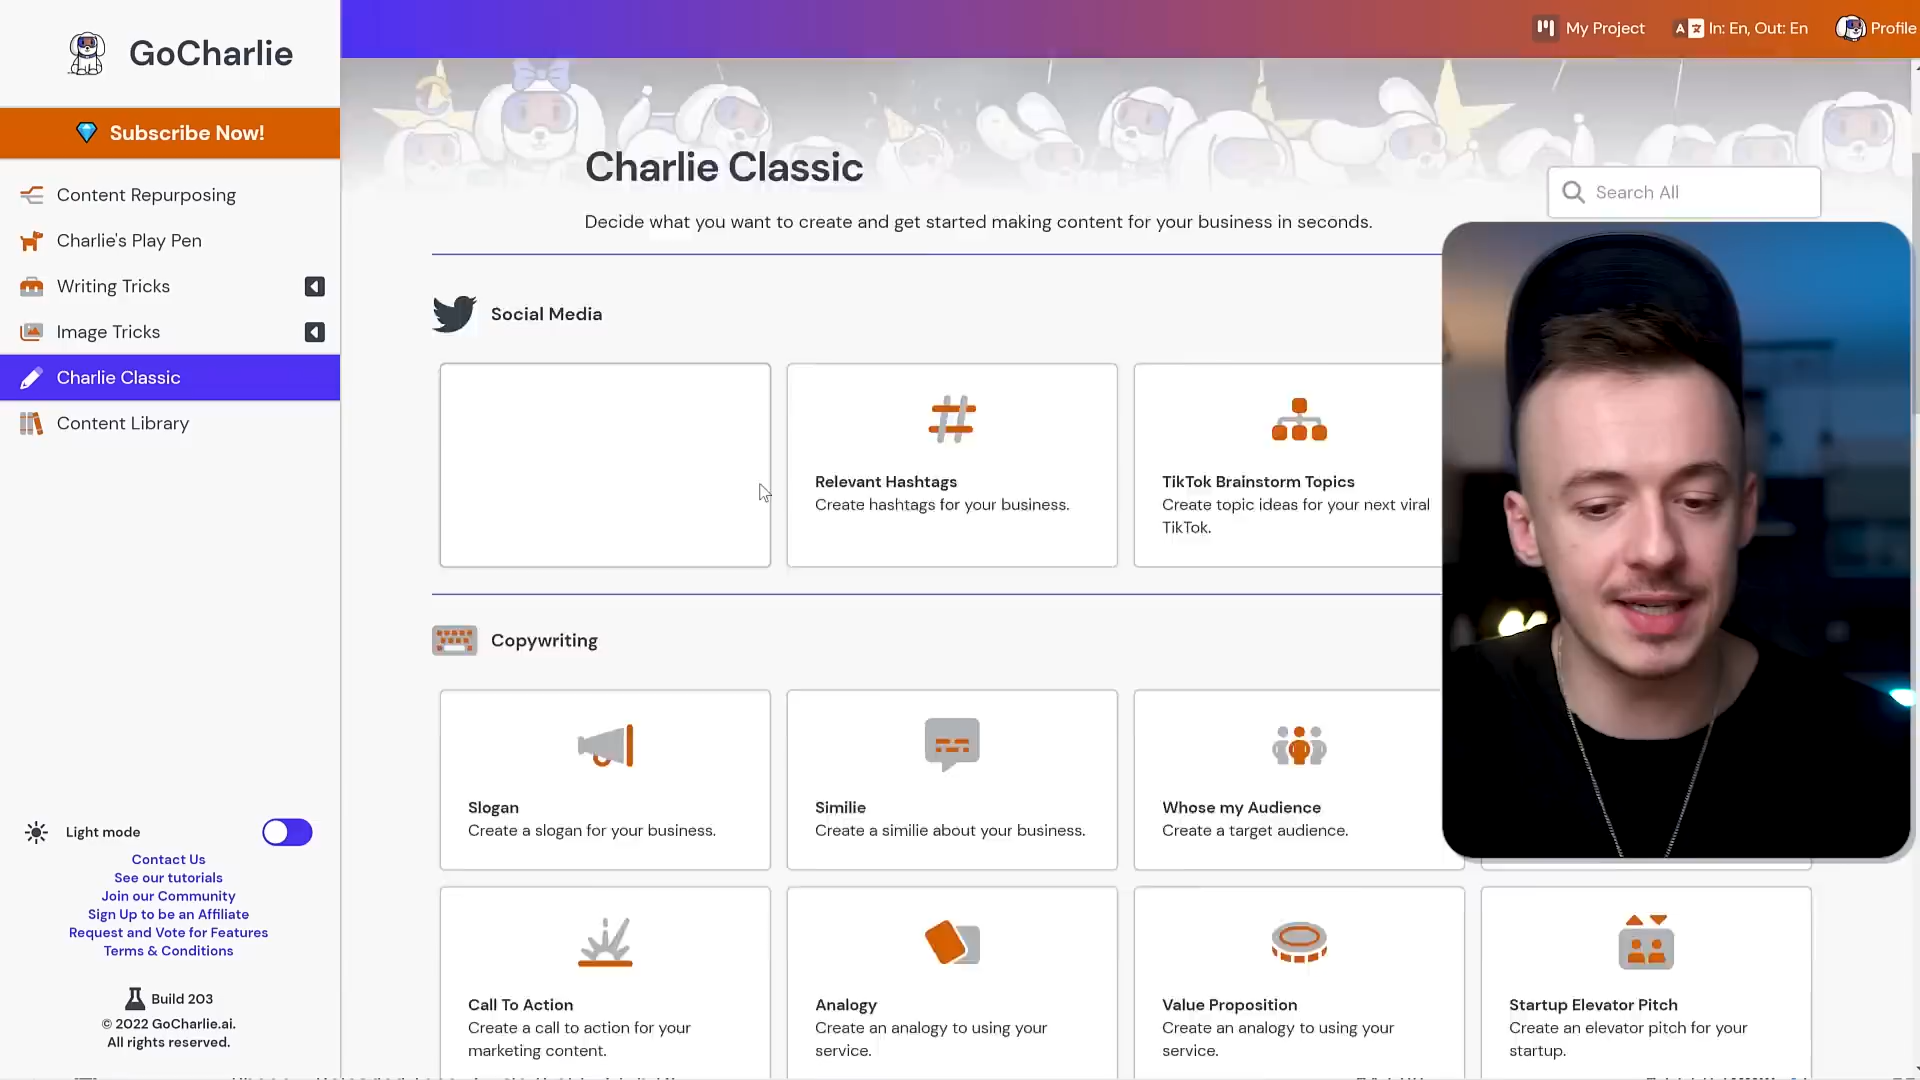 GoCharlie
My Project
In: En, Out: En
Profile
Subscribe Now!
Content Repurposing
Charlie's Play Pen
Writing Tricks
Image Tricks
Charlie Classic
Content Library
Light mode
Contact Us
See our tutorials
Join our Community
Sign Up to be an Affiliate
Request and Vote for Features
Terms & Conditions
Build 203
© 2022 GoCharlie.ai.
All rights reserved.
Charlie Classic
Decide what you want to create and get started making content for your business in seconds.
Search All
Social Media
Relevant Hashtags
Create hashtags for your business.
TikTok Brainstorm Topics
Create topic ideas for your next viral
TikTok.
Copywriting
Slogan
Create a slogan for your business.
Similie
Create a similie about your business.
Whose my Audience
Create a target audience.
Call To Action
Create a call to action for your
marketing content.
Analogy
Create an analogy to using your
service.
Value Proposition
Create an analogy to using your
service.
Startup Elevator Pitch
Create an elevator pitch for your
startup.